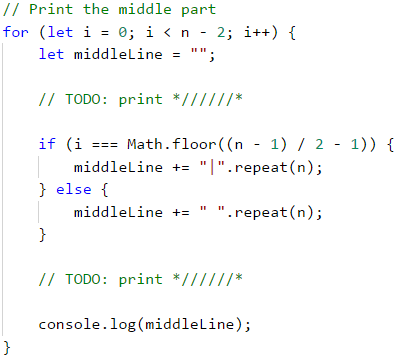 // Print the middle part
for (let i = 0; i < n - 2; i++) {
    let middleLine = "";
    // TODO: print *//////*
    if (i === Math.floor((n - 1) / 2 - 1)) {
        middleLine += "|".repeat(n);
    } else {
        middleLine += " ".repeat(n);
    }
    // TODO: print *//////*
    console.log(middleLine);
}